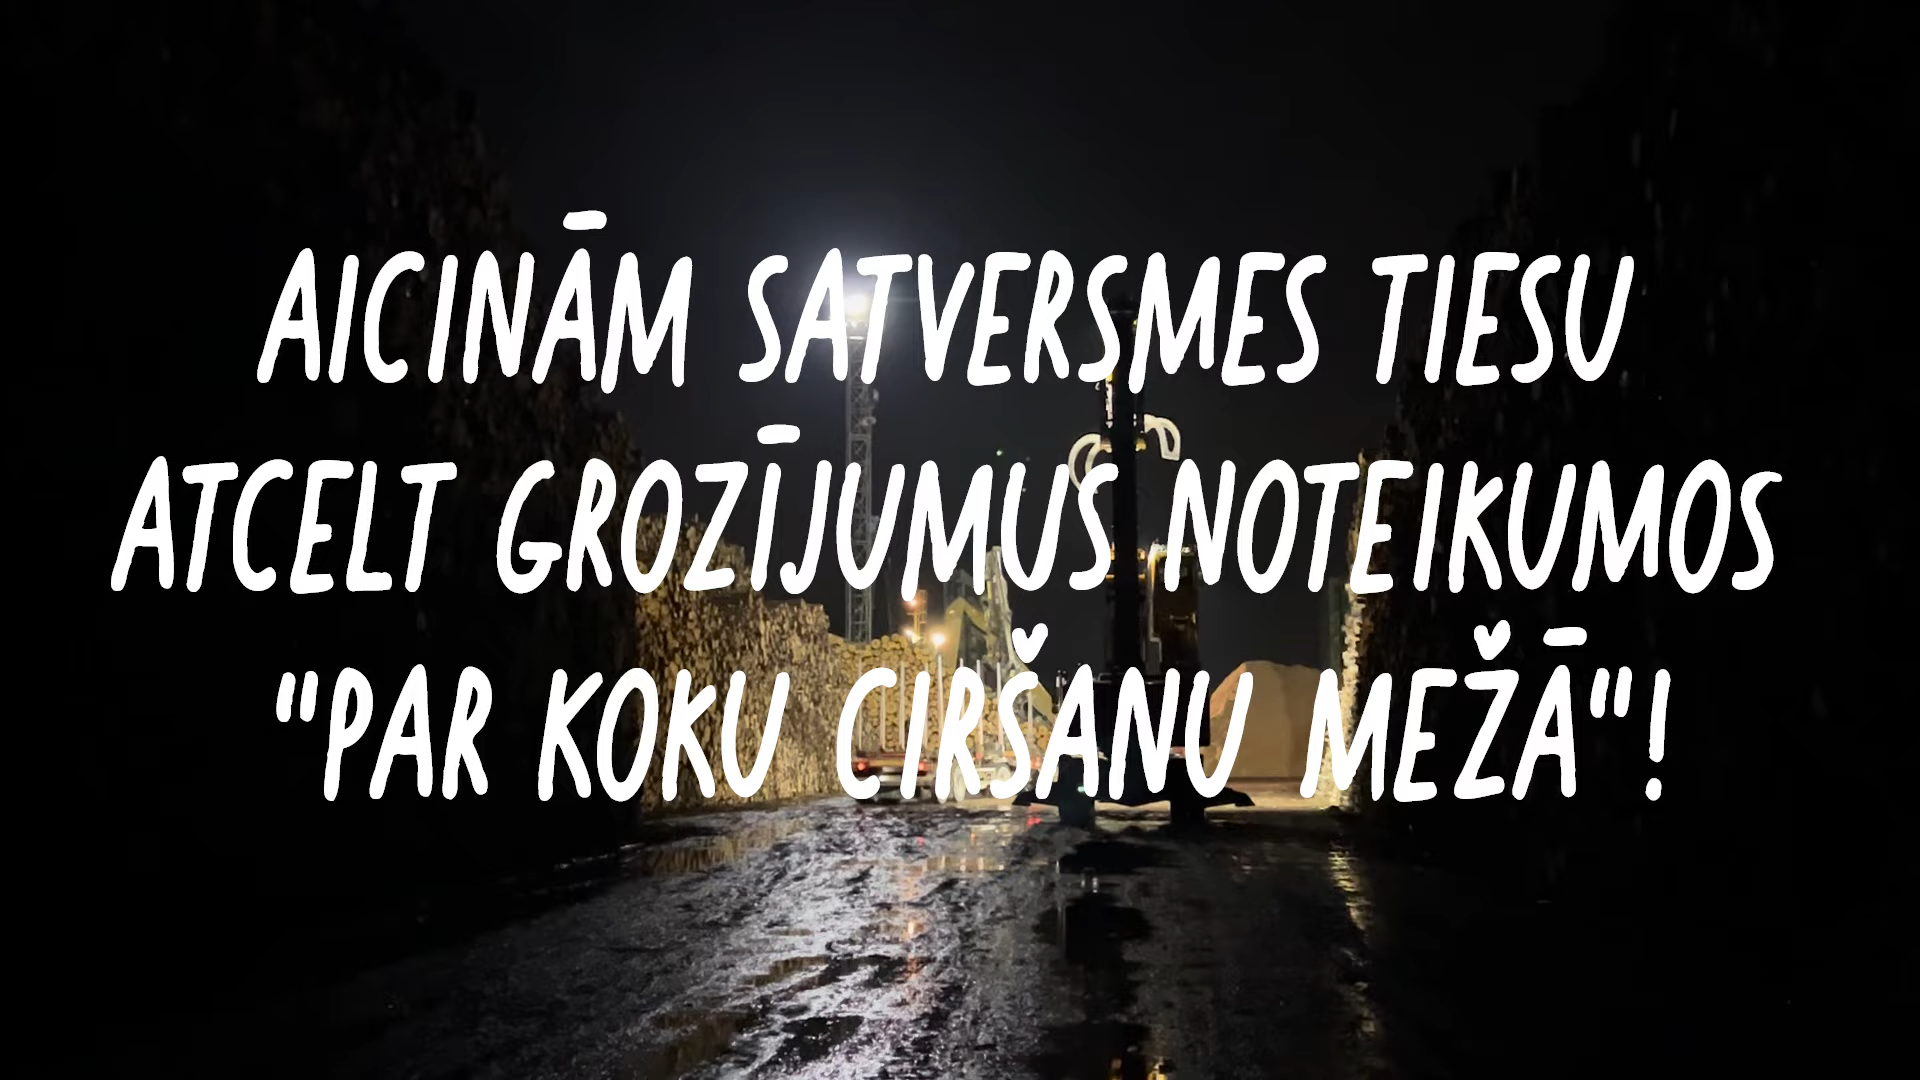 AICINĀM SATVERSMES TIESU
ATCELT GROZĪJUMUS NOTEIKUMOS
"PAR KOKU CIRŠANU MEŽĀ"!